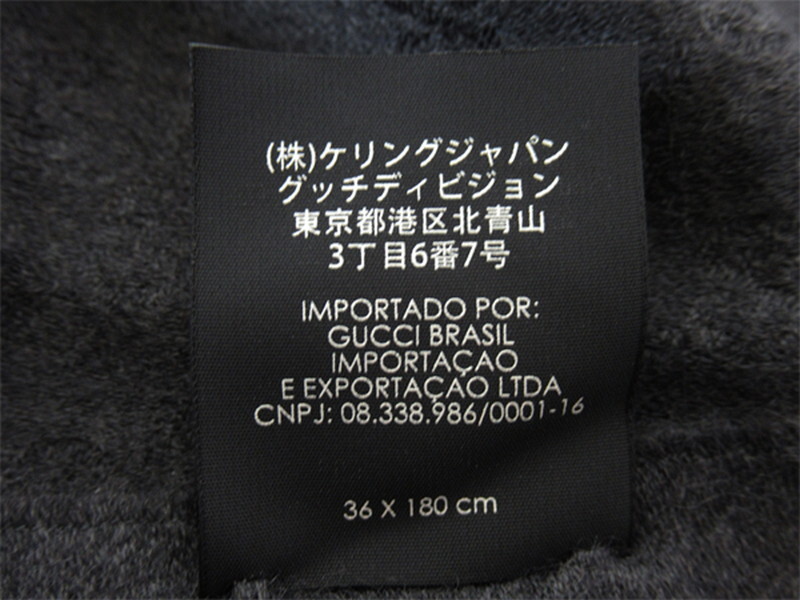 (株)ケリングジャパン
グッチディビジョン
東京都港区北青山
3丁目6番7号
IMPORTADO POR:
GUCCI BRASIL
IMPORTAÇAO
E EXPORTAÇAO LTDA
CNPJ: 08.338.986/0001-16
36 X 180 cm